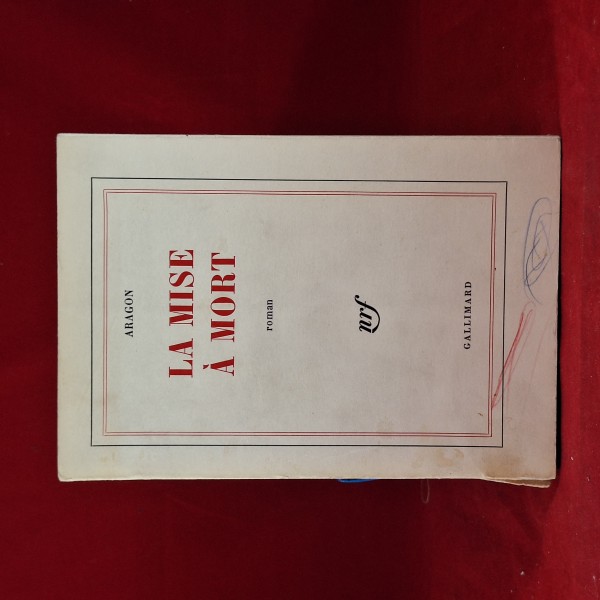 ARAGON
LA MISE
À MORT
roman
nrf
GALLIMARD